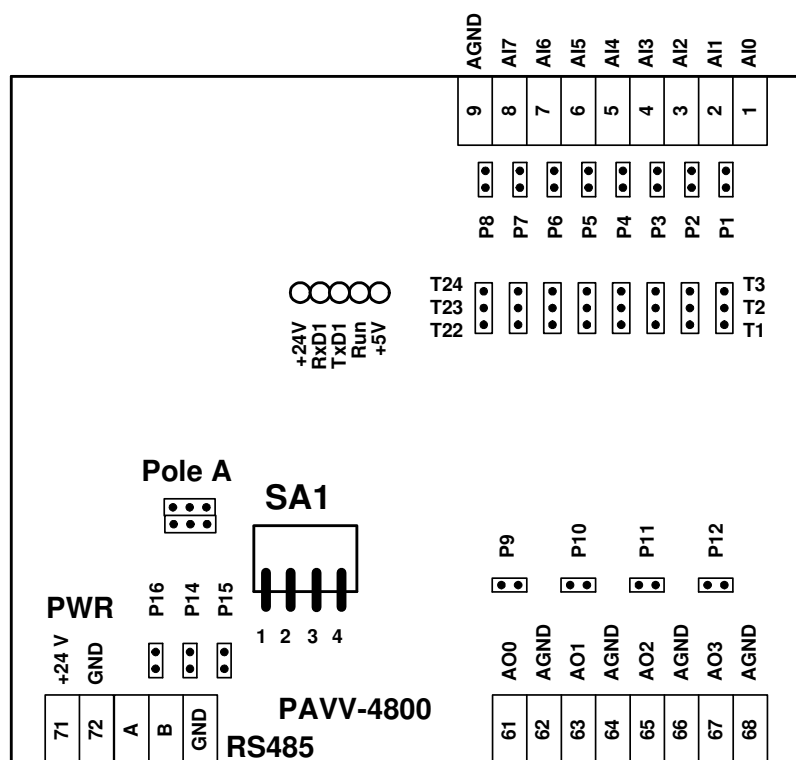 AGND AI7 AI6 AI5 AI4 AI3 AI2 AI1 AI0
9 8 7 6 5 4 3 2 1
P8 P7 P6 P5 P4 P3 P2 P1
T24 T3
T23 T2
T22 T1
+24V RxD1 TxD1 Run +5V
Pole A
SA1
P9 P10 P11 P12
P16 P14 P15
PWR
1 2 3 4
+24 V GND
AO0 AGND AO1 AGND AO2 AGND AO3 AGND
PAVV-4800
71 72 A B GND
61 62 63 64 65 66 67 68
RS485